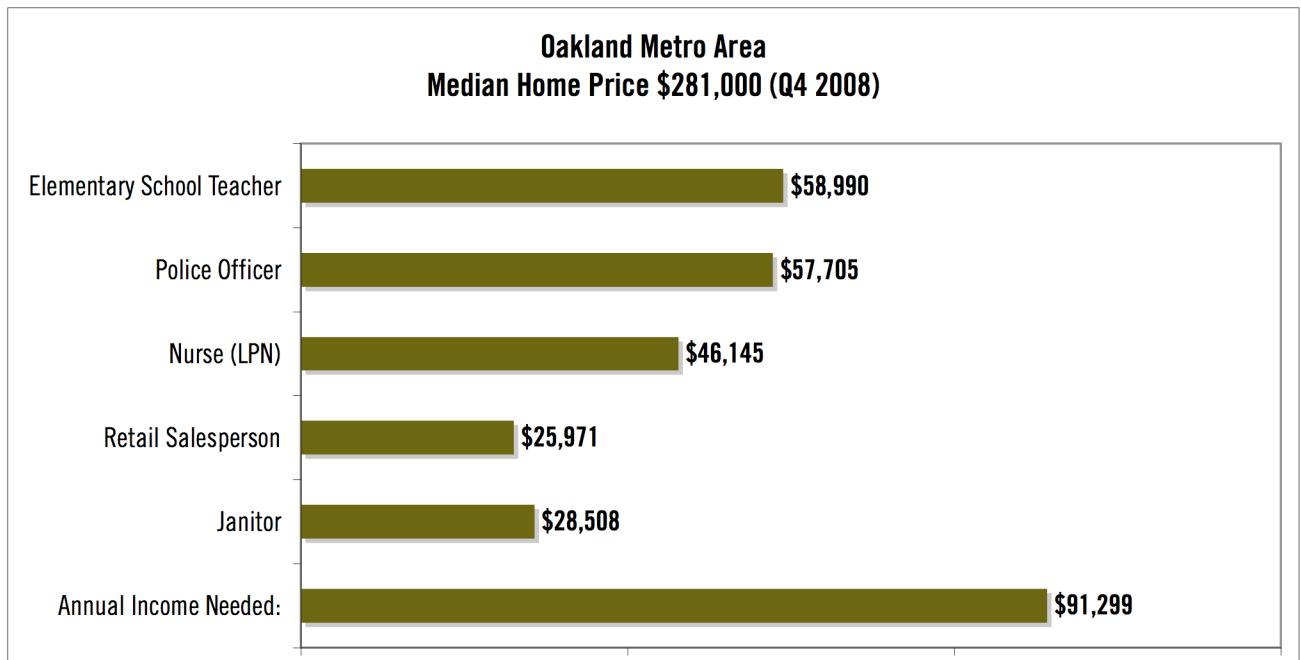 Oakland Metro Area
Median Home Price $281,000 (Q4 2008)
Elementary School Teacher $58,990
Police Officer $57,705
Nurse (LPN) $46,145
Retail Salesperson $25,971
Janitor $28,508
Annual Income Needed: $91,299